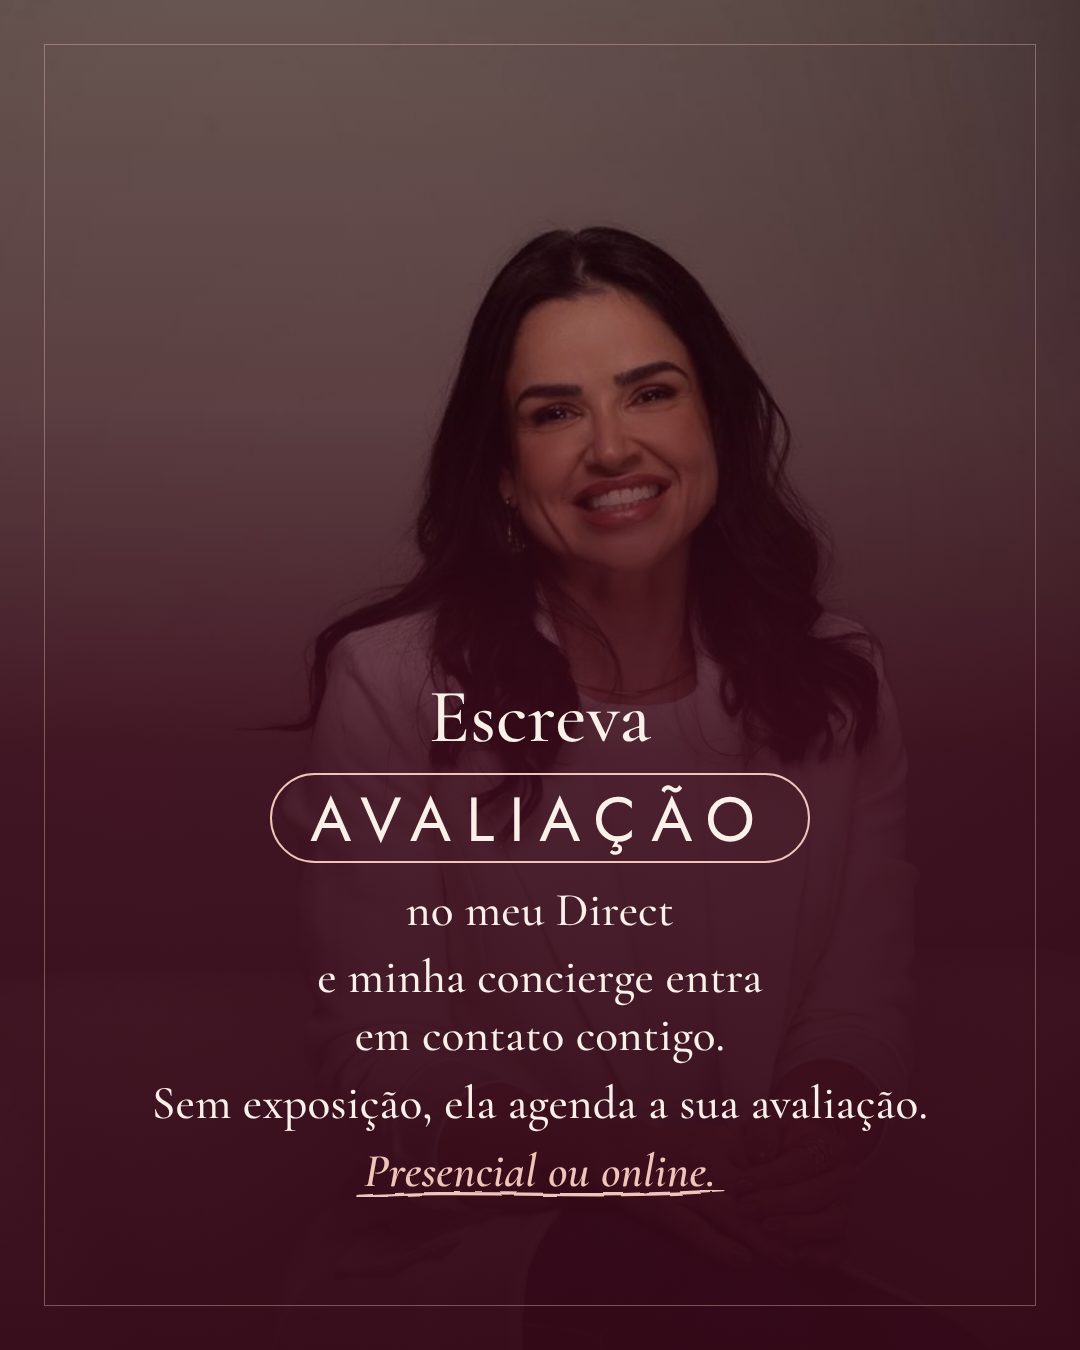 Escreva
AVALIAÇÃO
no meu Direct
e minha concierge entra
em contato contigo.
Sem exposição, ela agenda a sua avaliação.
Presencial ou online.